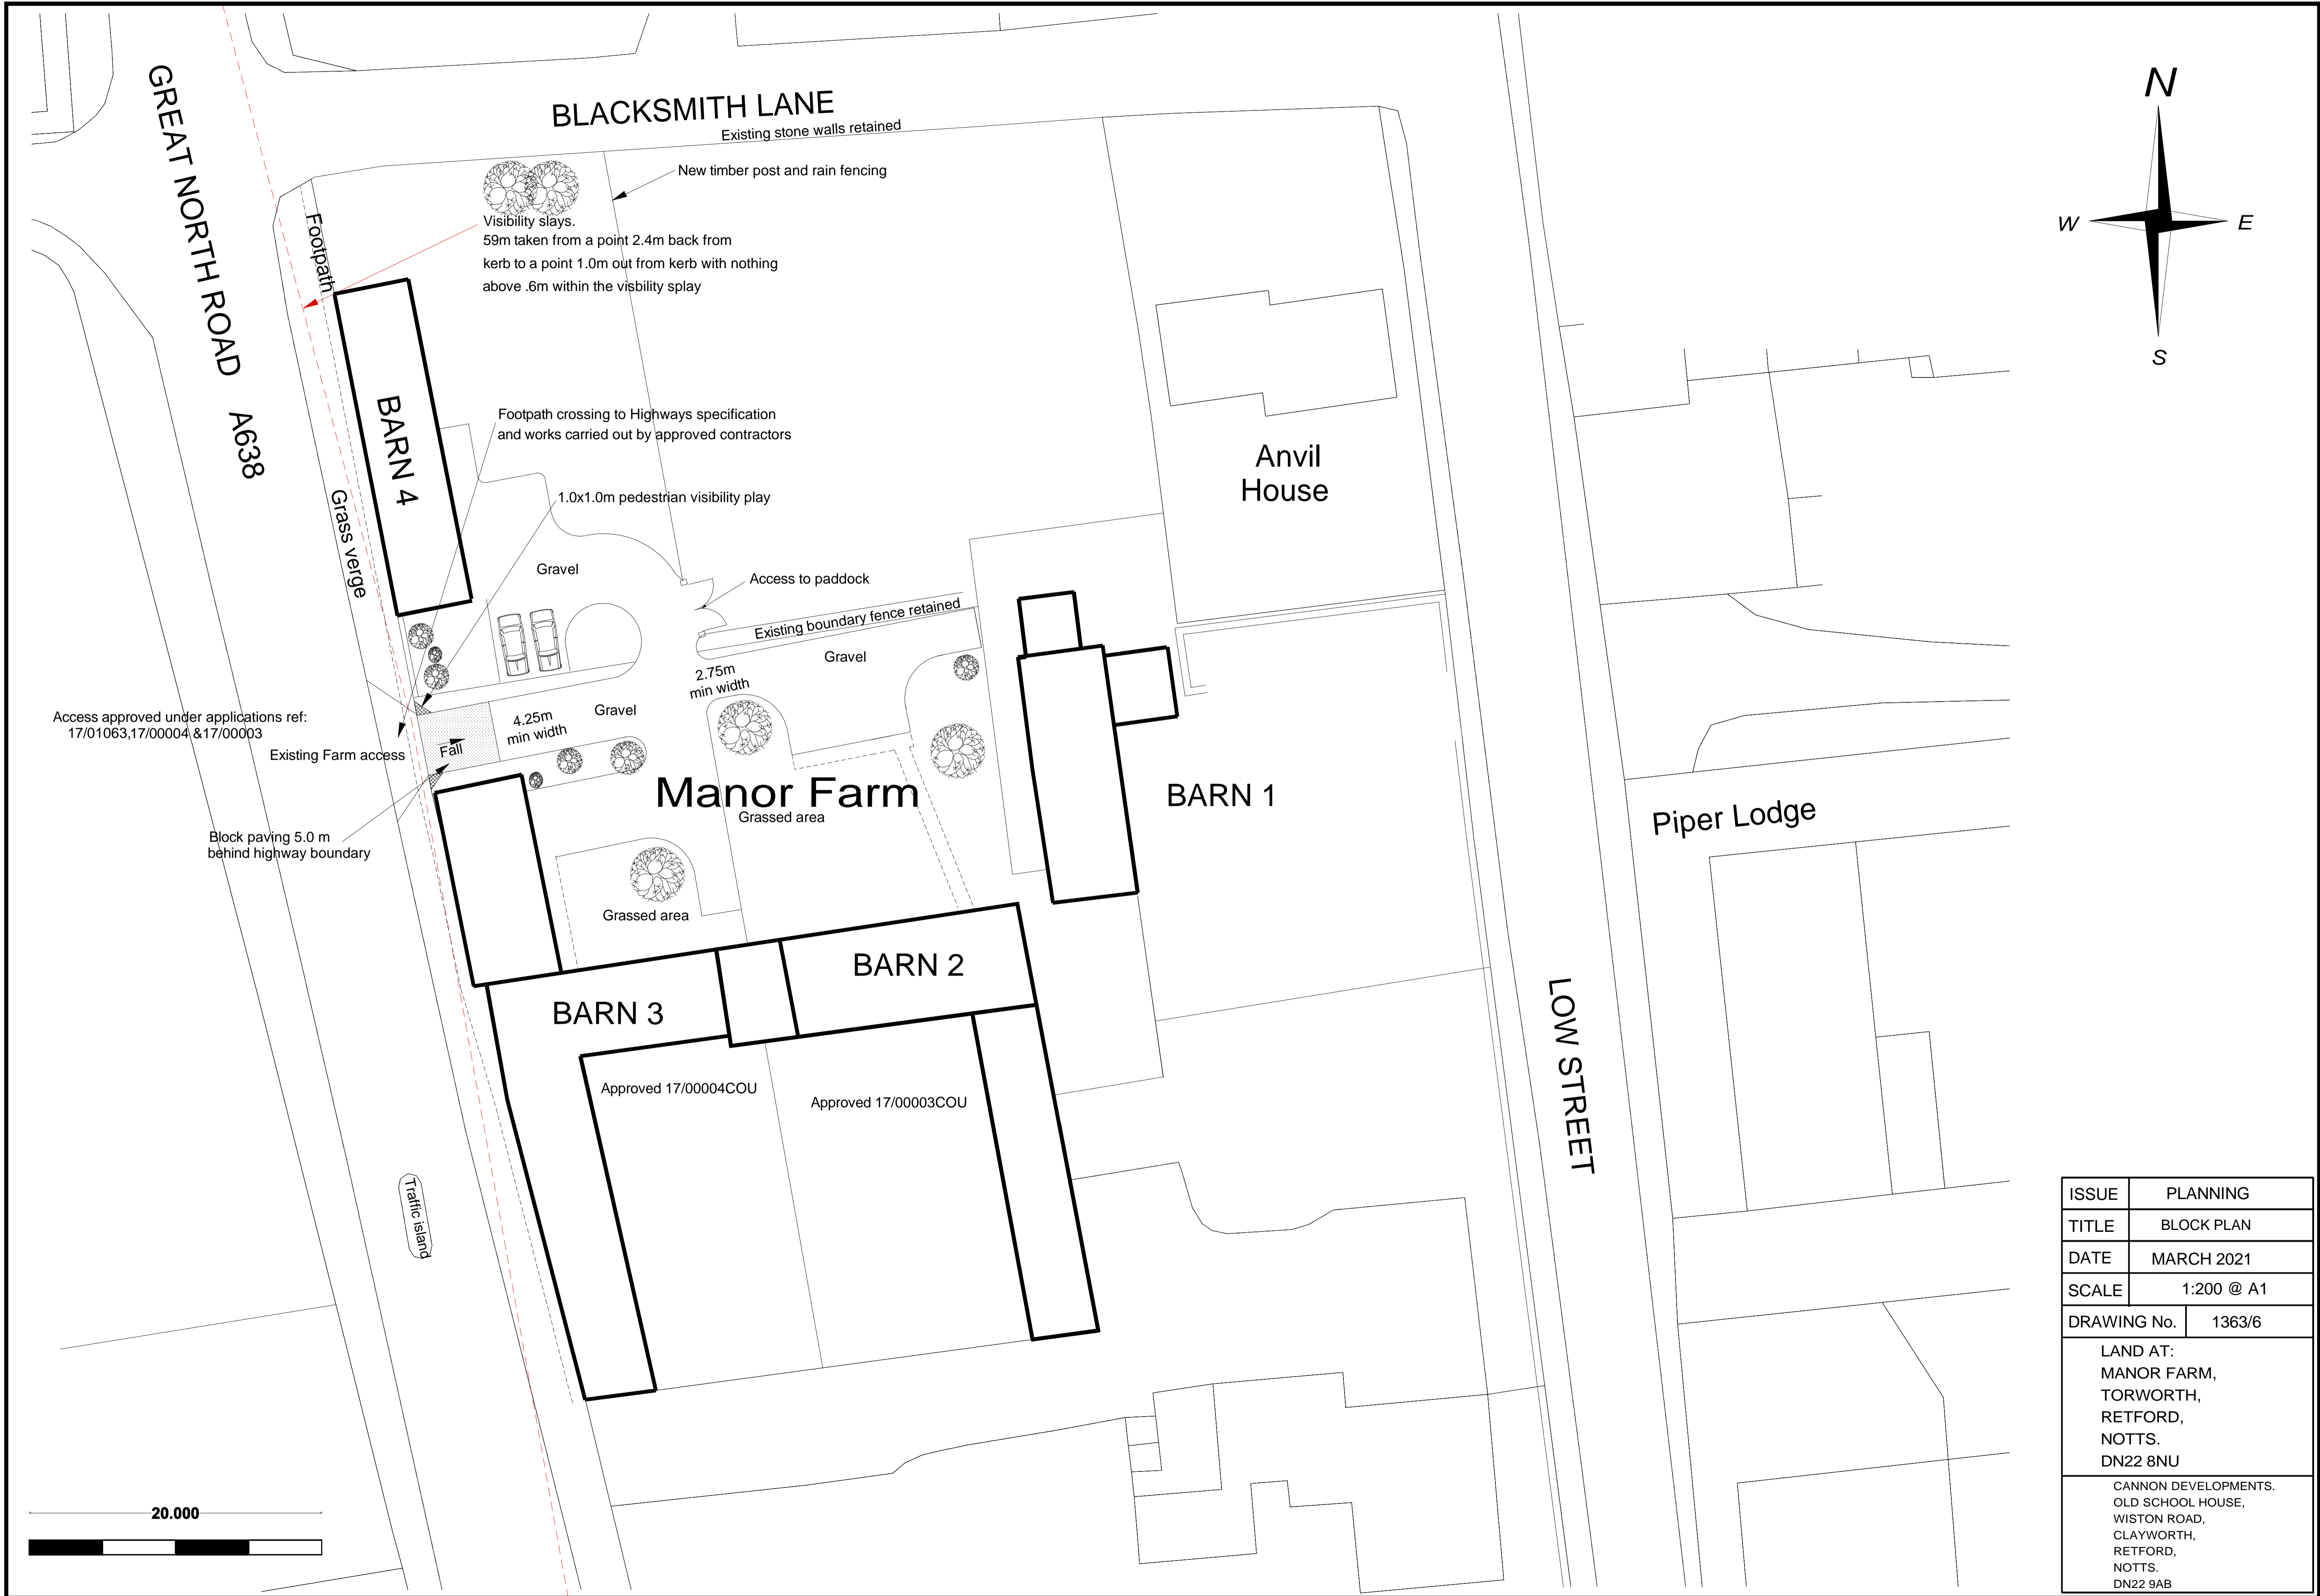 BLACKSMITH LANE
Existing stone walls retained
New timber post and rain fencing
GREAT NORTH ROAD A638
Footpath
Visibility slays.
59m taken from a point 2.4m back from
kerb to a point 1.0m out from kerb with nothing
above .6m within the visbility splay
N
W
E
S
BARN 4
Footpath crossing to Highways specification
and works carried out by approved contractors
Anvil
House
1.0x1.0m pedestrian visibility play
Grass verge
Gravel
Access to paddock
Existing boundary fence retained
Gravel
2.75m
min width
Gravel
4.25m
min width
Access approved under applications ref:
17/01063,17/00004 &17/00003
Existing Farm access
Fall
Manor Farm
Grassed area
BARN 1
Piper Lodge
Block paving 5.0 m
behind highway boundary
Grassed area
BARN 2
BARN 3
LOW STREET
Approved 17/00004COU
Approved 17/00003COU
Traffic island
20.000
ISSUE PLANNING
TITLE BLOCK PLAN
DATE MARCH 2021
SCALE 1:200 @ A1
DRAWING No. 1363/6
LAND AT:
MANOR FARM,
TORWORTH,
RETFORD,
NOTTS.
DN22 8NU
CANNON DEVELOPMENTS.
OLD SCHOOL HOUSE,
WISTON ROAD,
CLAYWORTH,
RETFORD,
NOTTS.
DN22 9AB